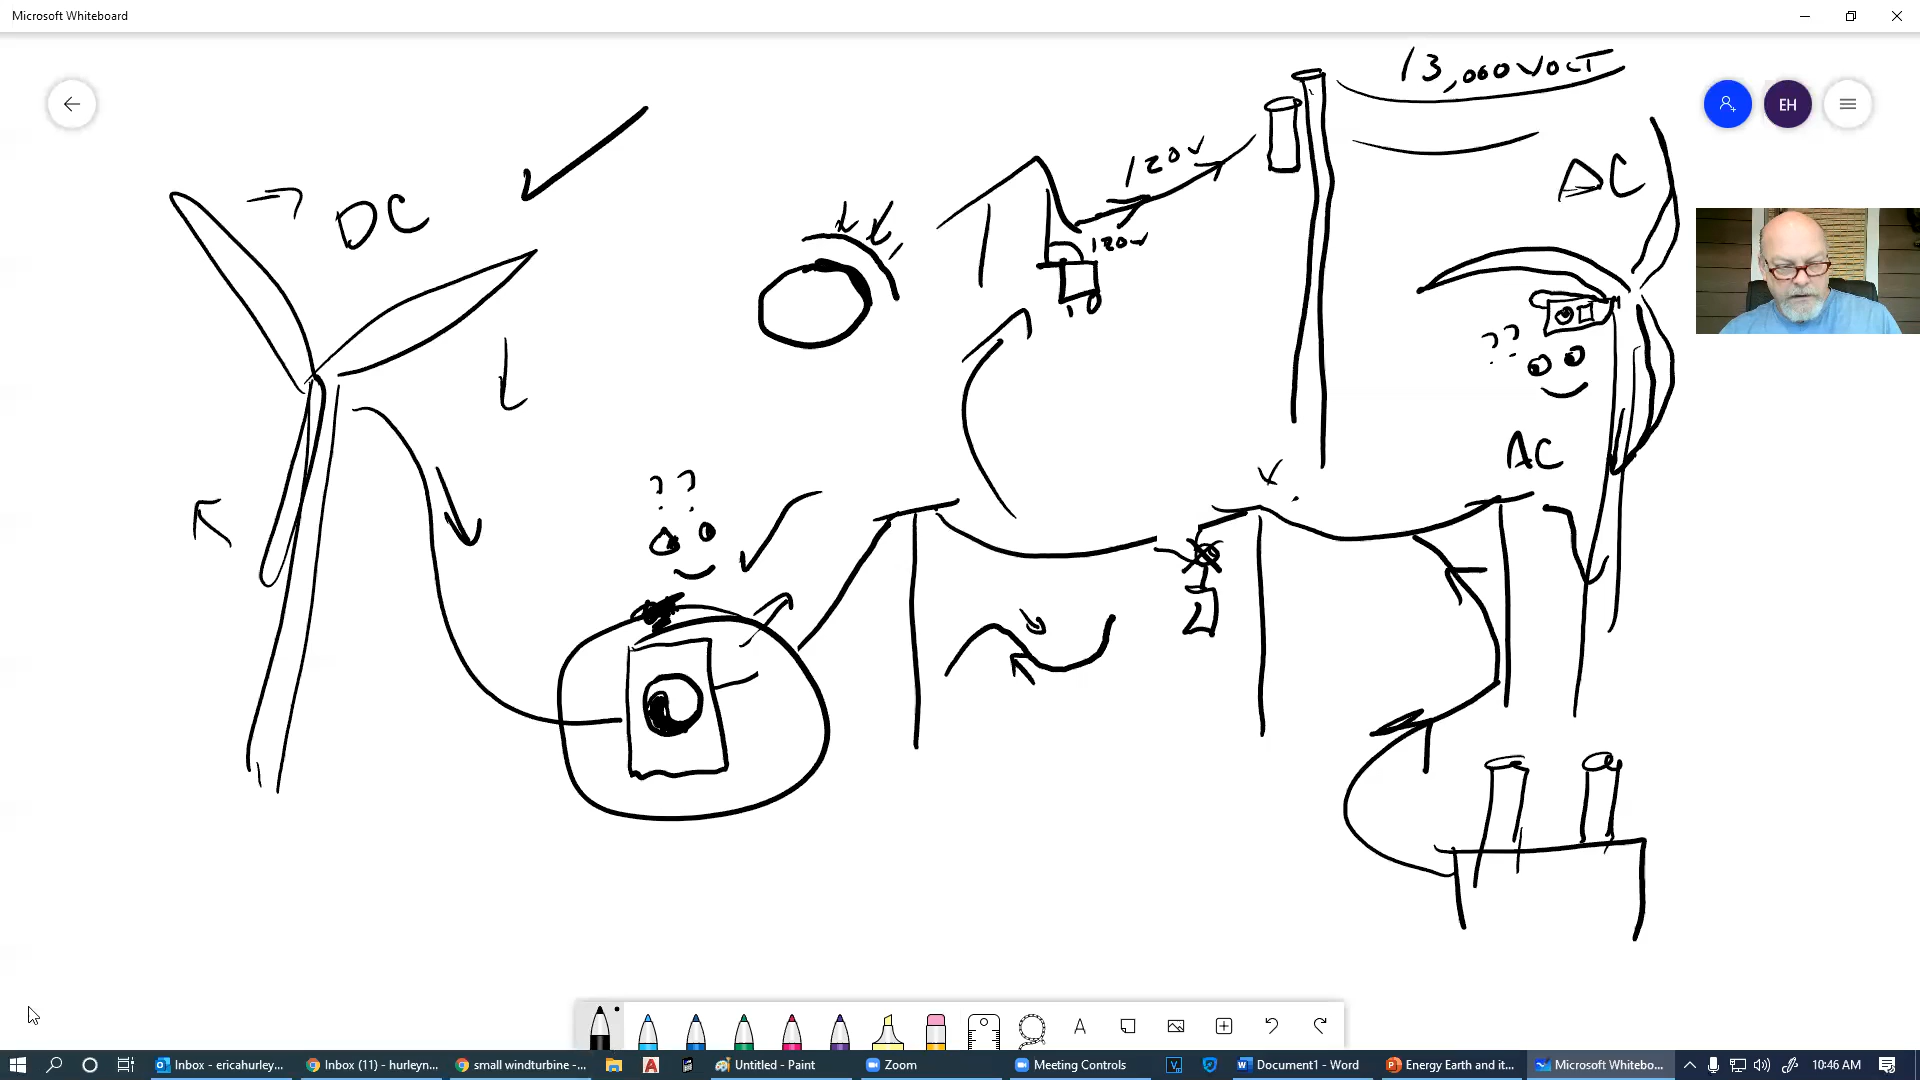 Microsoft Whiteboard
13,000 VOLT
EH
120V
AC
DC
120V
??
AC
??
A
Inbox - ericahurley...
Inbox (11) - hurleyn...
small windturbine -...
Untitled - Paint
Zoom
Meeting Controls
Document1 - Word
Energy Earth and it...
Microsoft Whitebo...
10:46 AM